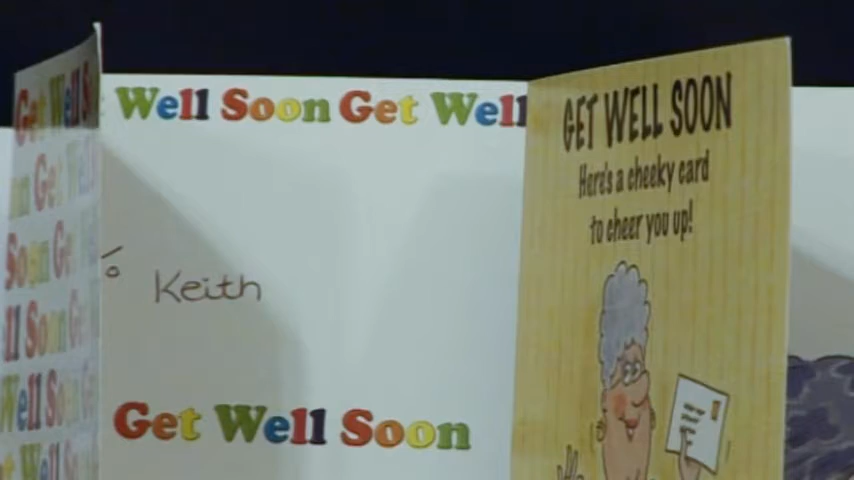 Get Well S
Get Well
Soon Get
ll Soon
Well Soon
Well
Well Soon Get Well
To Keith
Get Well Soon
GET WELL SOON
Here's a cheeky card
to cheer you up!